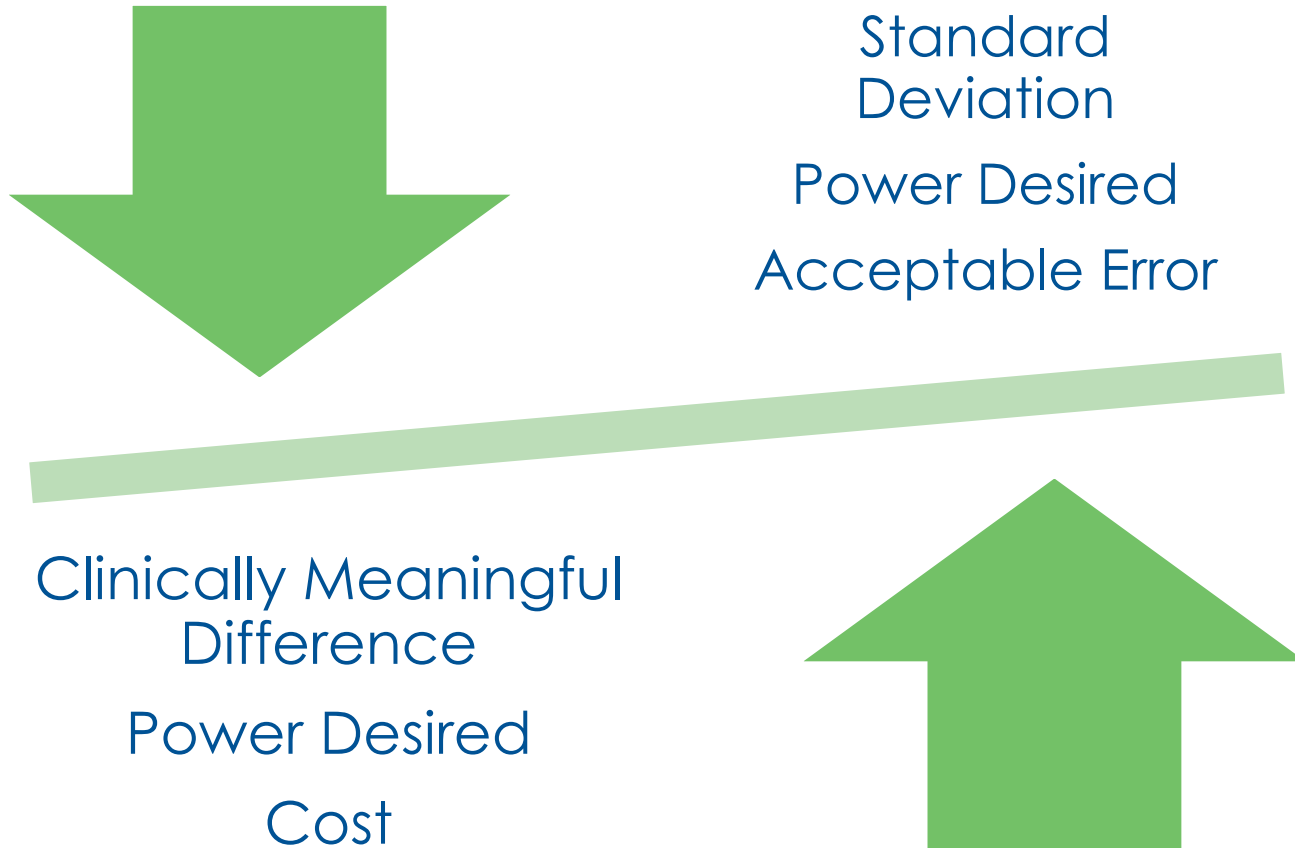 Standard
Deviation
Power Desired
Acceptable Error
Clinically Meaningful
Difference
Power Desired
Cost